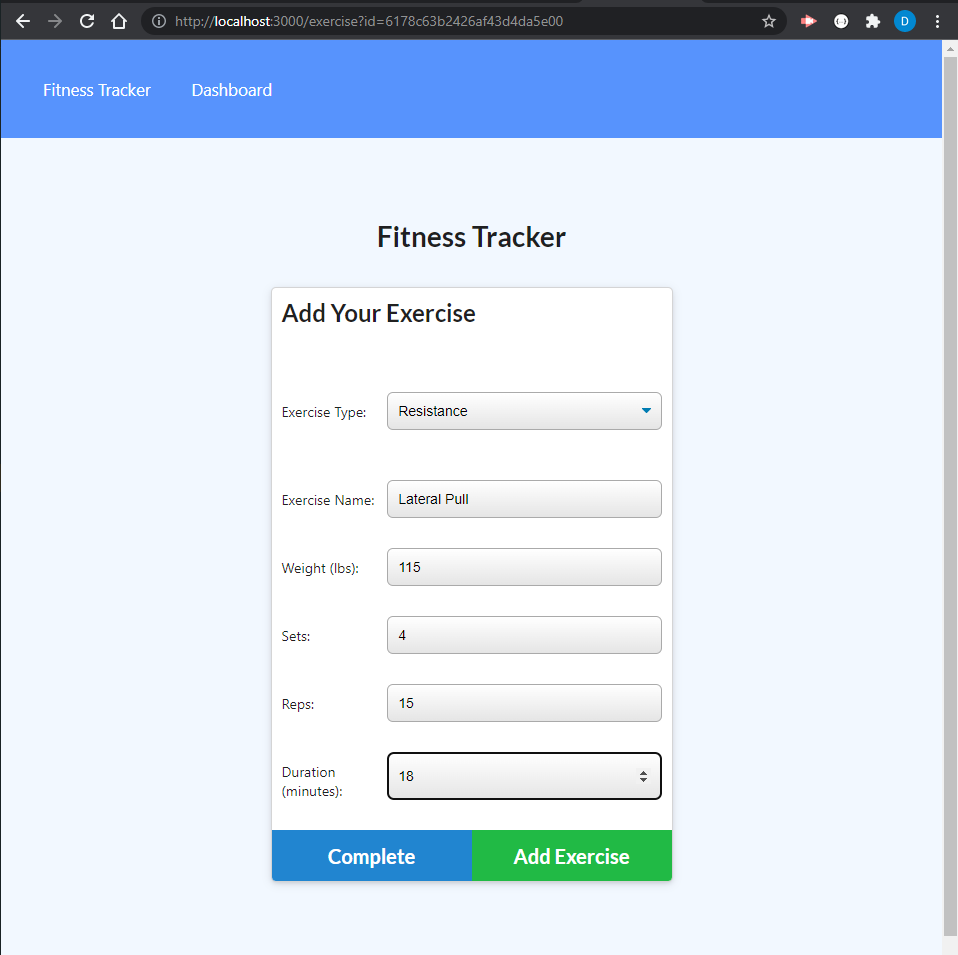 http://localhost:3000/exercise?id=6178c63b2426af43d4da5e00
D
Fitness Tracker Dashboard
Fitness Tracker
Add Your Exercise
Exercise Type: Resistance
Exercise Name: Lateral Pull
Weight (lbs): 115
Sets: 4
Reps: 15
Duration
(minutes): 18
Complete Add Exercise